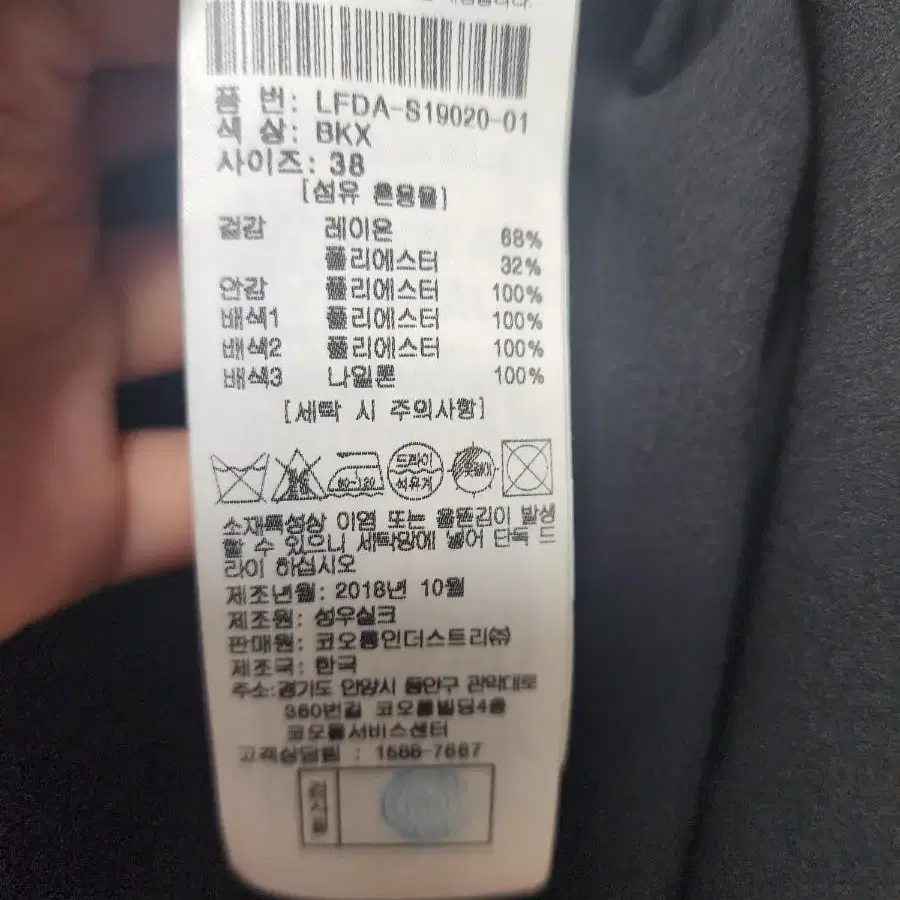 품 번: LFDA-S19020-01
색 상: BKX
사이즈: 38
[섬유 혼용율]
겉감 레이온 68%
폴리에스터 32%
안감 폴리에스터 100%
배색1 폴리에스터 100%
배색2 폴리에스터 100%
배색3 나일론 100%
[세탁 시 주의사항]
80~120 드라이
석유계
소재특성상 이염 또는 올뜯김이 발생
할 수 있으니 세탁망에 넣어 단독 드
라이 하십시오
제조년월: 2018년 10월
제조원: 성우실크
판매원: 코오롱인더스트리㈜
제조국: 한국
주소:경기도 안양시 동안구 관악대로
360번길 코오롱빌딩4층
코오롱서비스센터
고객상담팀 : 1588-7667
검사필